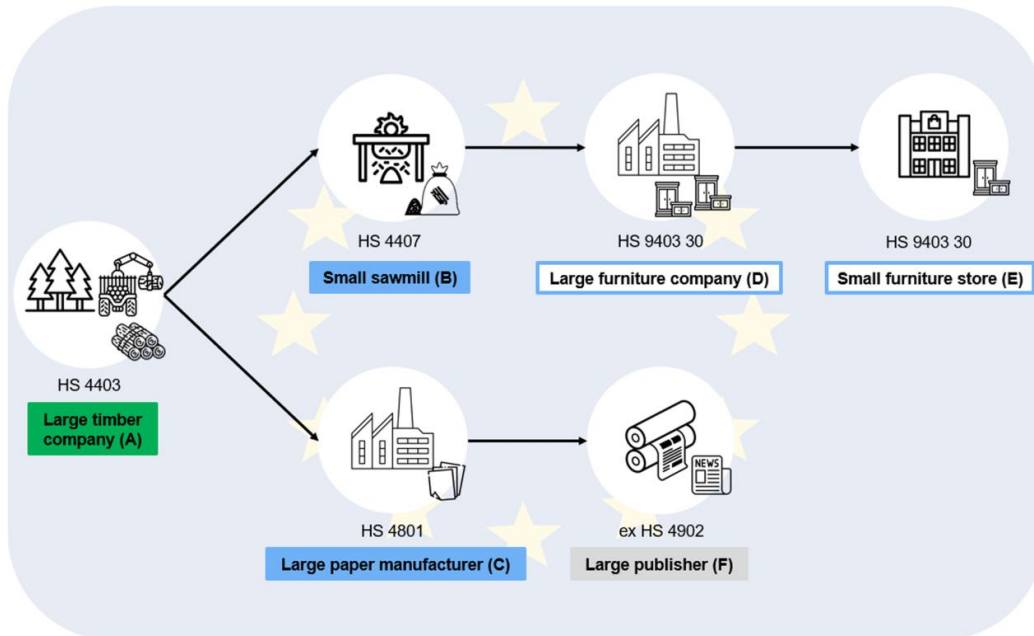 HS 4407
Small sawmill (B)
HS 9403 30
Large furniture company (D)
HS 9403 30
Small furniture store (E)
HS 4403
Large timber
company (A)
HS 4801
Large paper manufacturer (C)
NEWS
ex HS 4902
Large publisher (F)